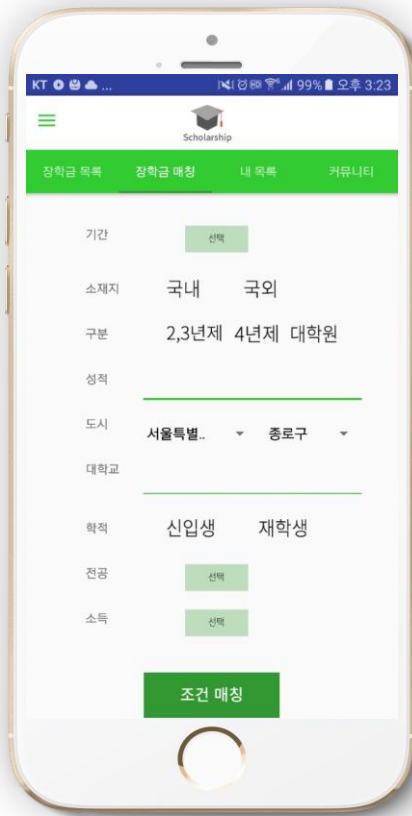 KT ... 99% 오후 3:23
Scholarship
장학금 목록 장학금 매칭 내 목록 커뮤니티
기간 선택
소재지 국내 국외
구분 2,3년제 4년제 대학원
성적
도시 서울특별.. 종로구
대학교
학적 신입생 재학생
전공 선택
소득 선택
조건 매칭